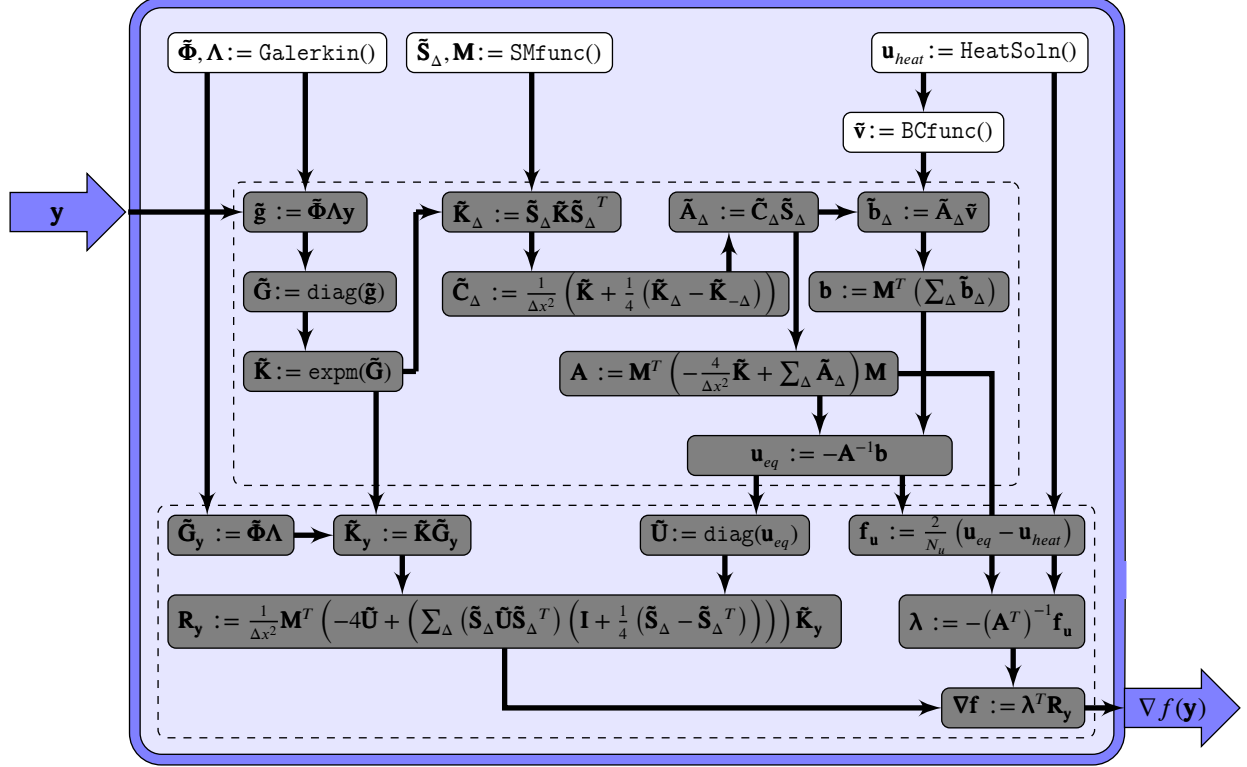 𝚽̃, 𝚲 := Galerkin()
S̃_Δ, M := SMfunc()
u_heat := HeatSoln()
ṽ := BCfunc()
y
g̃ := 𝚽̃𝚲y
K̃_Δ := S̃_Δ K̃ S̃_Δ^T
Ã_Δ := C̃_Δ S̃_Δ
b̃_Δ := Ã_Δ ṽ
G̃ := diag(g̃)
C̃_Δ := 1/Δx² (K̃ + 1/4 (K̃_Δ − K̃_−Δ))
b := M^T (∑_Δ b̃_Δ)
K̃ := expm(G̃)
A := M^T (−4/Δx² K̃ + ∑_Δ Ã_Δ) M
u_eq := −A^−1 b
G̃_y := 𝚽̃𝚲
K̃_y := K̃G̃_y
Ũ := diag(u_eq)
f_u := 2/N_u (u_eq − u_heat)
R_y := 1/Δx² M^T (−4Ũ + (∑_Δ (S̃_Δ Ũ S̃_Δ^T) (I + 1/4 (S̃_Δ − S̃_Δ^T)))) K̃_y
λ := −(A^T)^−1 f_u
∇f := λ^T R_y
∇f(y)